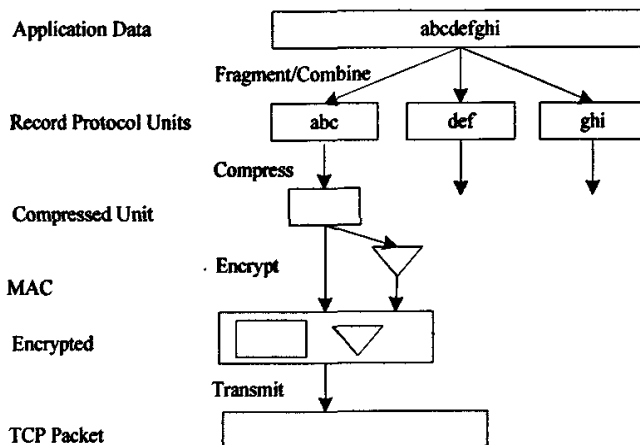 Application Data
abcdefghi
Fragment/Combine
Record Protocol Units
abc
def
ghi
Compress
Compressed Unit
Encrypt
MAC
Encrypted
Transmit
TCP Packet